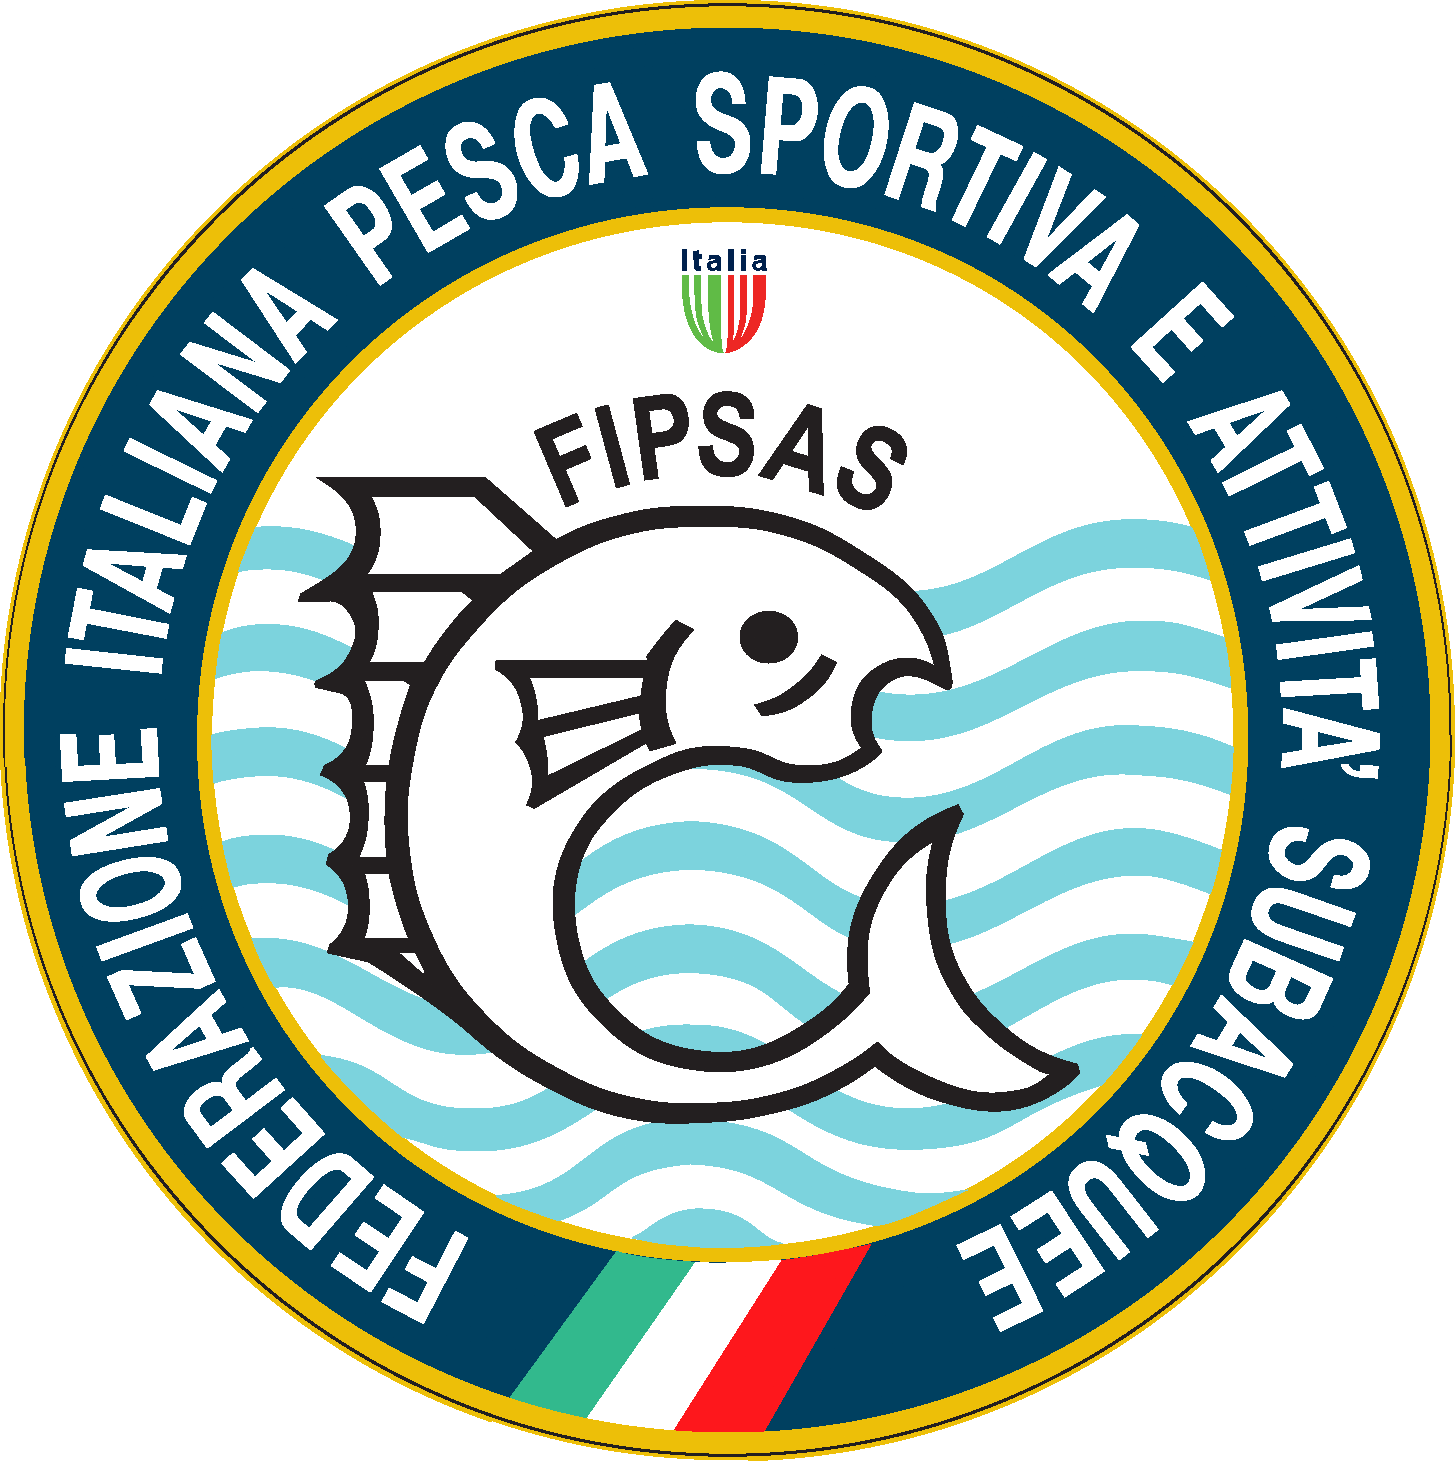 FEDERAZIONE ITALIANA PESCA SPORTIVA E ATTIVITA' SUBACQUEE
Italia
FIPSAS